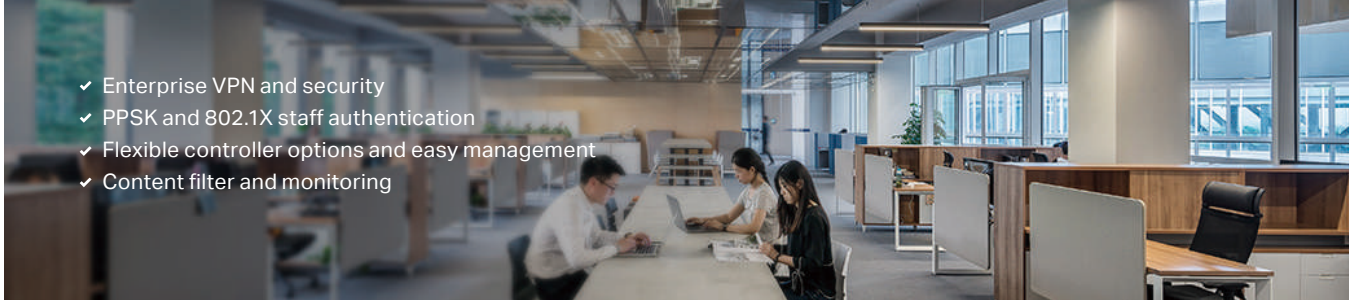 Enterprise VPN and security
PPSK and 802.1X staff authentication
Flexible controller options and easy management
Content filter and monitoring